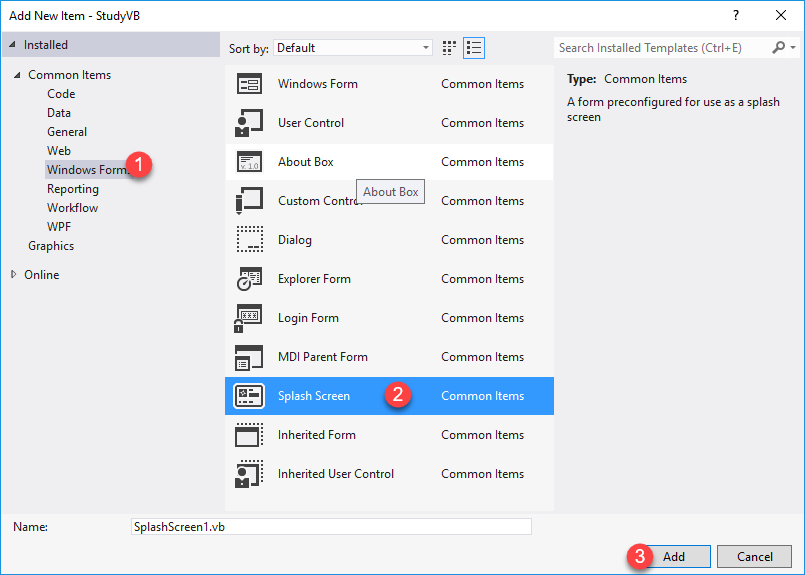 Add New Item - StudyVB
?
Installed
Sort by: Default
Search Installed Templates (Ctrl+E)
Common Items
Code
Data
General
Web
Windows Forms
1
Reporting
Workflow
WPF
Graphics
Online
Windows Form Common Items
User Control Common Items
v. 1.0 About Box Common Items
About Box
Custom Control Common Items
Dialog Common Items
Explorer Form Common Items
Login Form Common Items
MDI Parent Form Common Items
Splash Screen 2 Common Items
Inherited Form Common Items
Inherited User Control Common Items
Type: Common Items
A form preconfigured for use as a splash
screen
Name: SplashScreen1.vb
3 Add Cancel